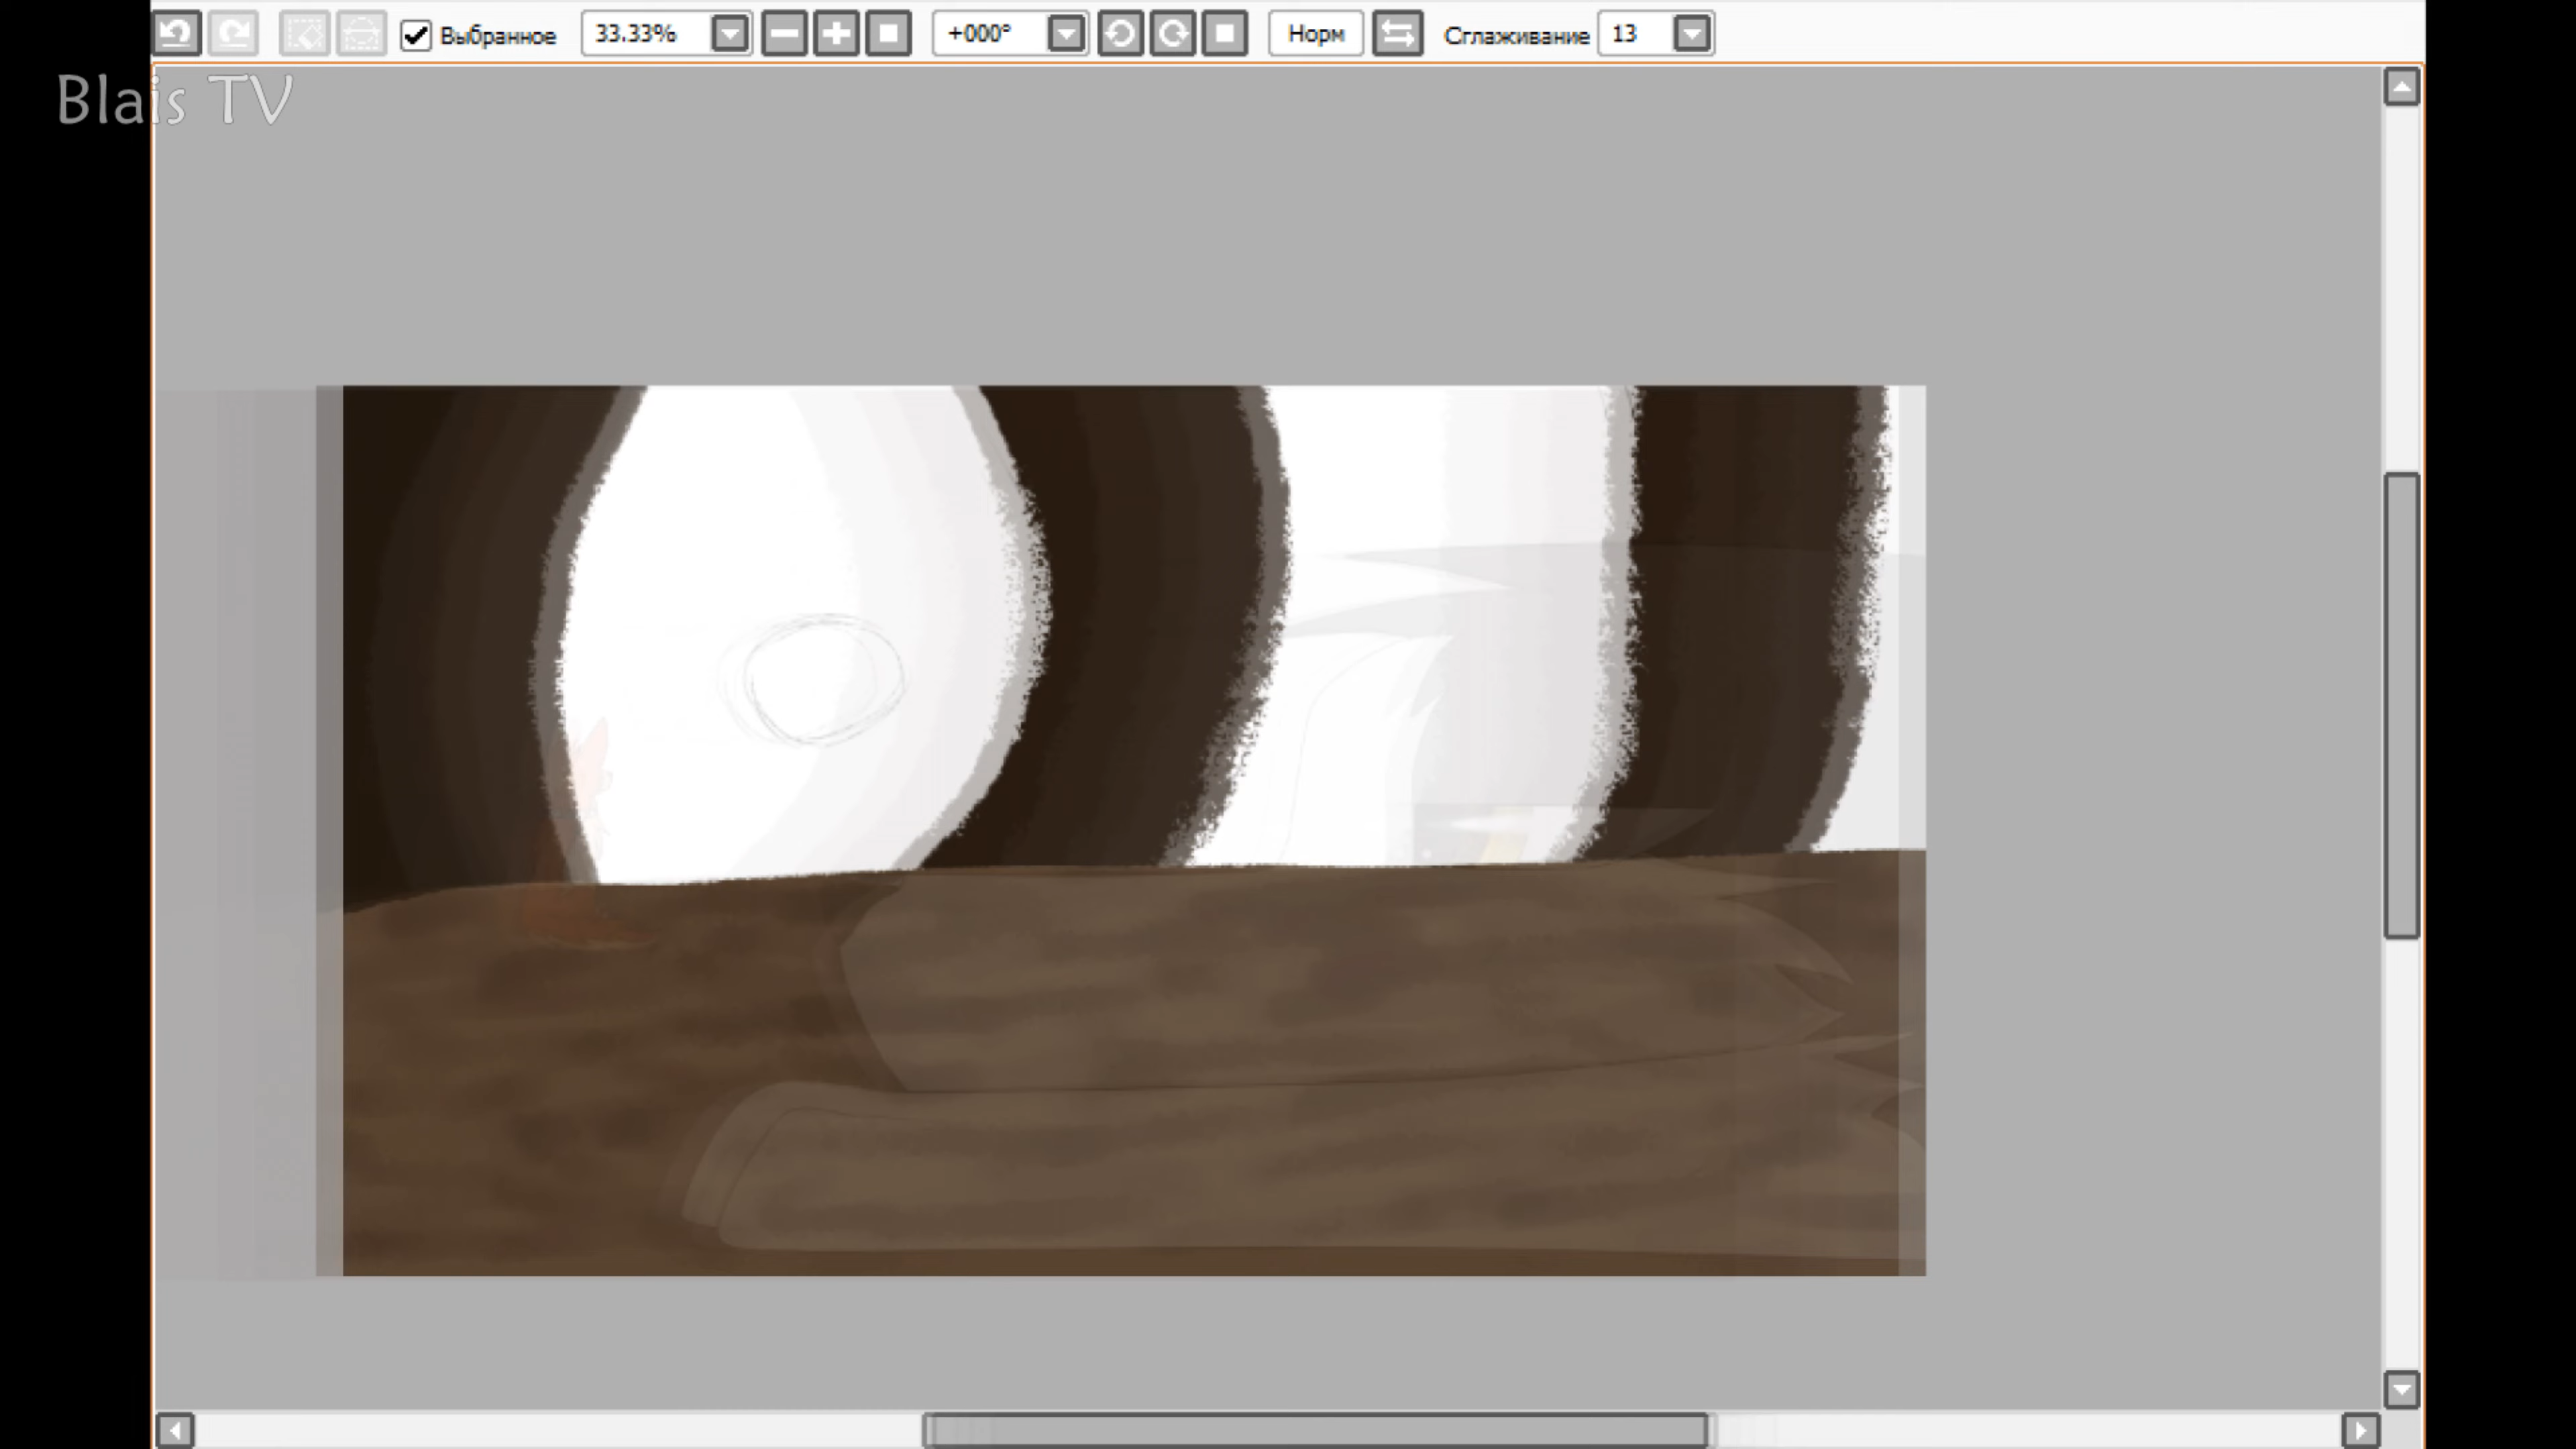 Выбранное 33.33% +000° Норм Сглаживание 13
Blais TV